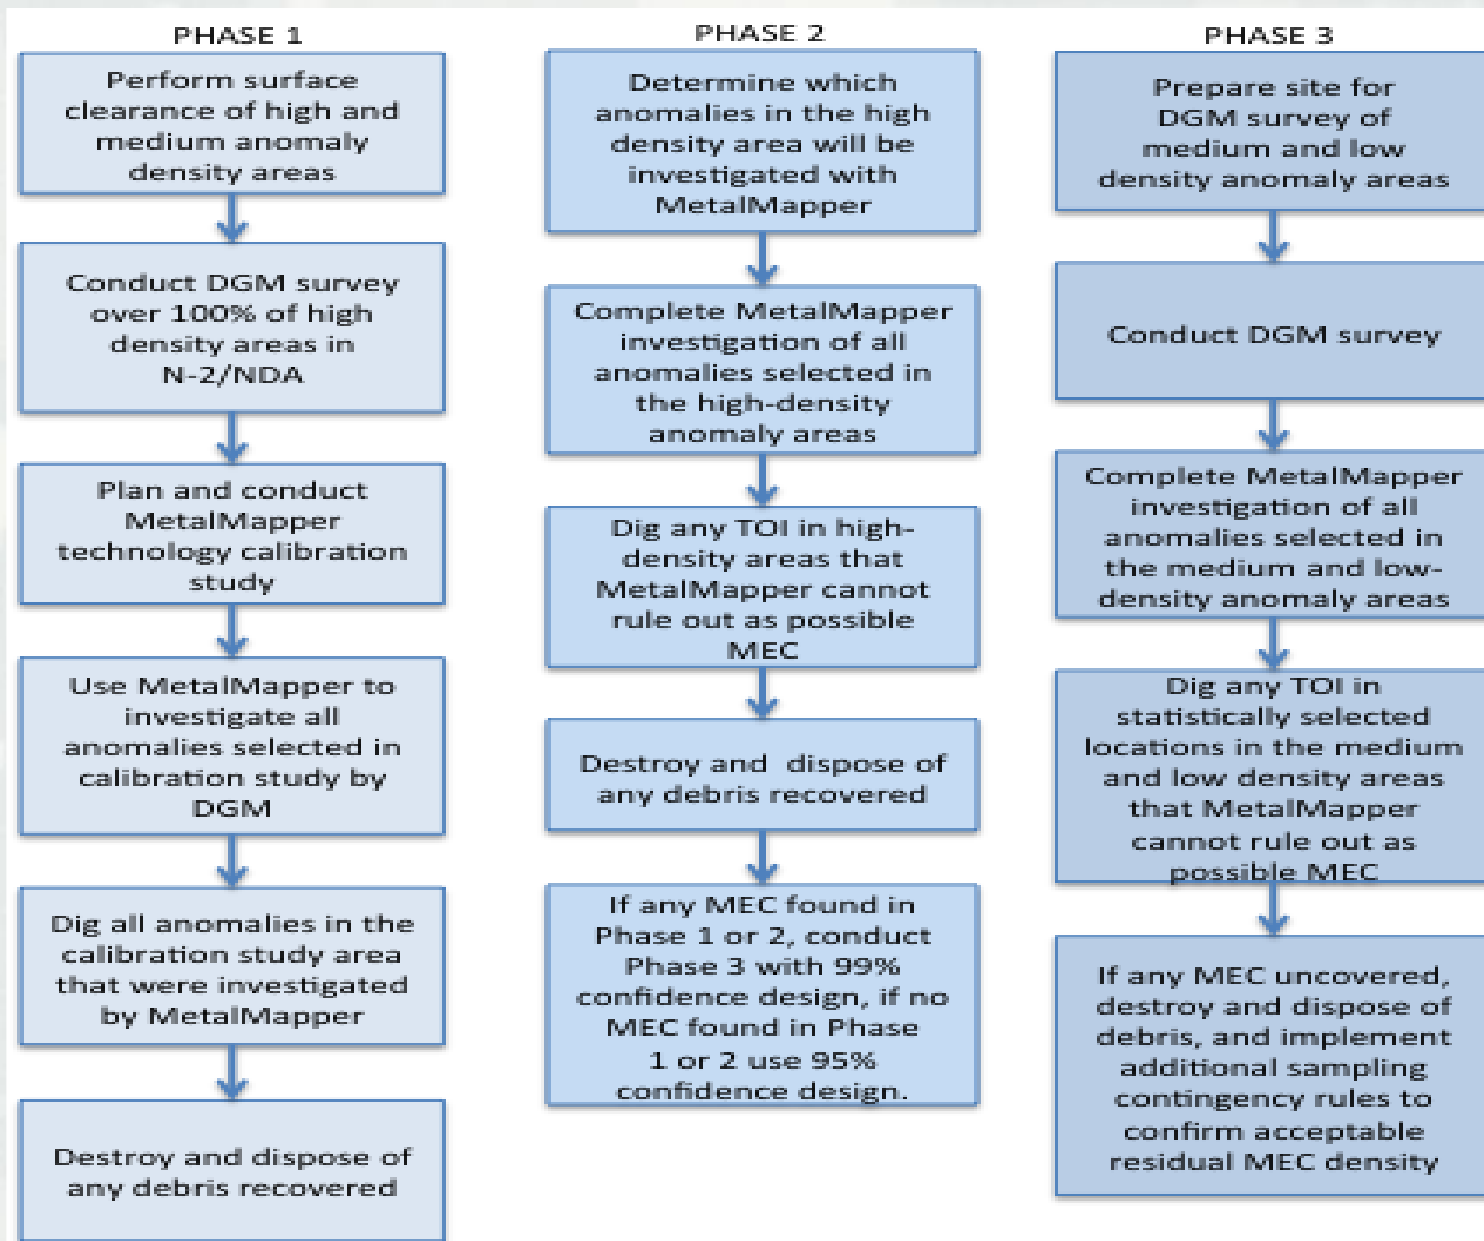 PHASE 1
Perform surface
clearance of high and
medium anomaly
density areas
Conduct DGM survey
over 100% of high
density areas in
N-2/NDA
Plan and conduct
MetalMapper
technology calibration
study
Use MetalMapper to
investigate all
anomalies selected in
calibration study by
DGM
Dig all anomalies in the
calibration study area
that were investigated
by MetalMapper
Destroy and dispose of
any debris recovered
PHASE 2
Determine which
anomalies in the high
density area will be
investigated with
MetalMapper
Complete MetalMapper
investigation of all
anomalies selected in
the high-density
anomaly areas
Dig any TOI in high-
density areas that
MetalMapper cannot
rule out as possible
MEC
Destroy and dispose of
any debris recovered
If any MEC found in
Phase 1 or 2, conduct
Phase 3 with 99%
confidence design, if no
MEC found in Phase
1 or 2 use 95%
confidence design.
PHASE 3
Prepare site for
DGM survey of
medium and low
density anomaly areas
Conduct DGM survey
Complete MetalMapper
investigation of all
anomalies selected in
the medium and low-
density anomaly areas
Dig any TOI in
statistically selected
locations in the medium
and low density areas
that MetalMapper
cannot rule out as
possible MEC
If any MEC uncovered,
destroy and dispose of
debris, and implement
additional sampling
contingency rules to
confirm acceptable
residual MEC density